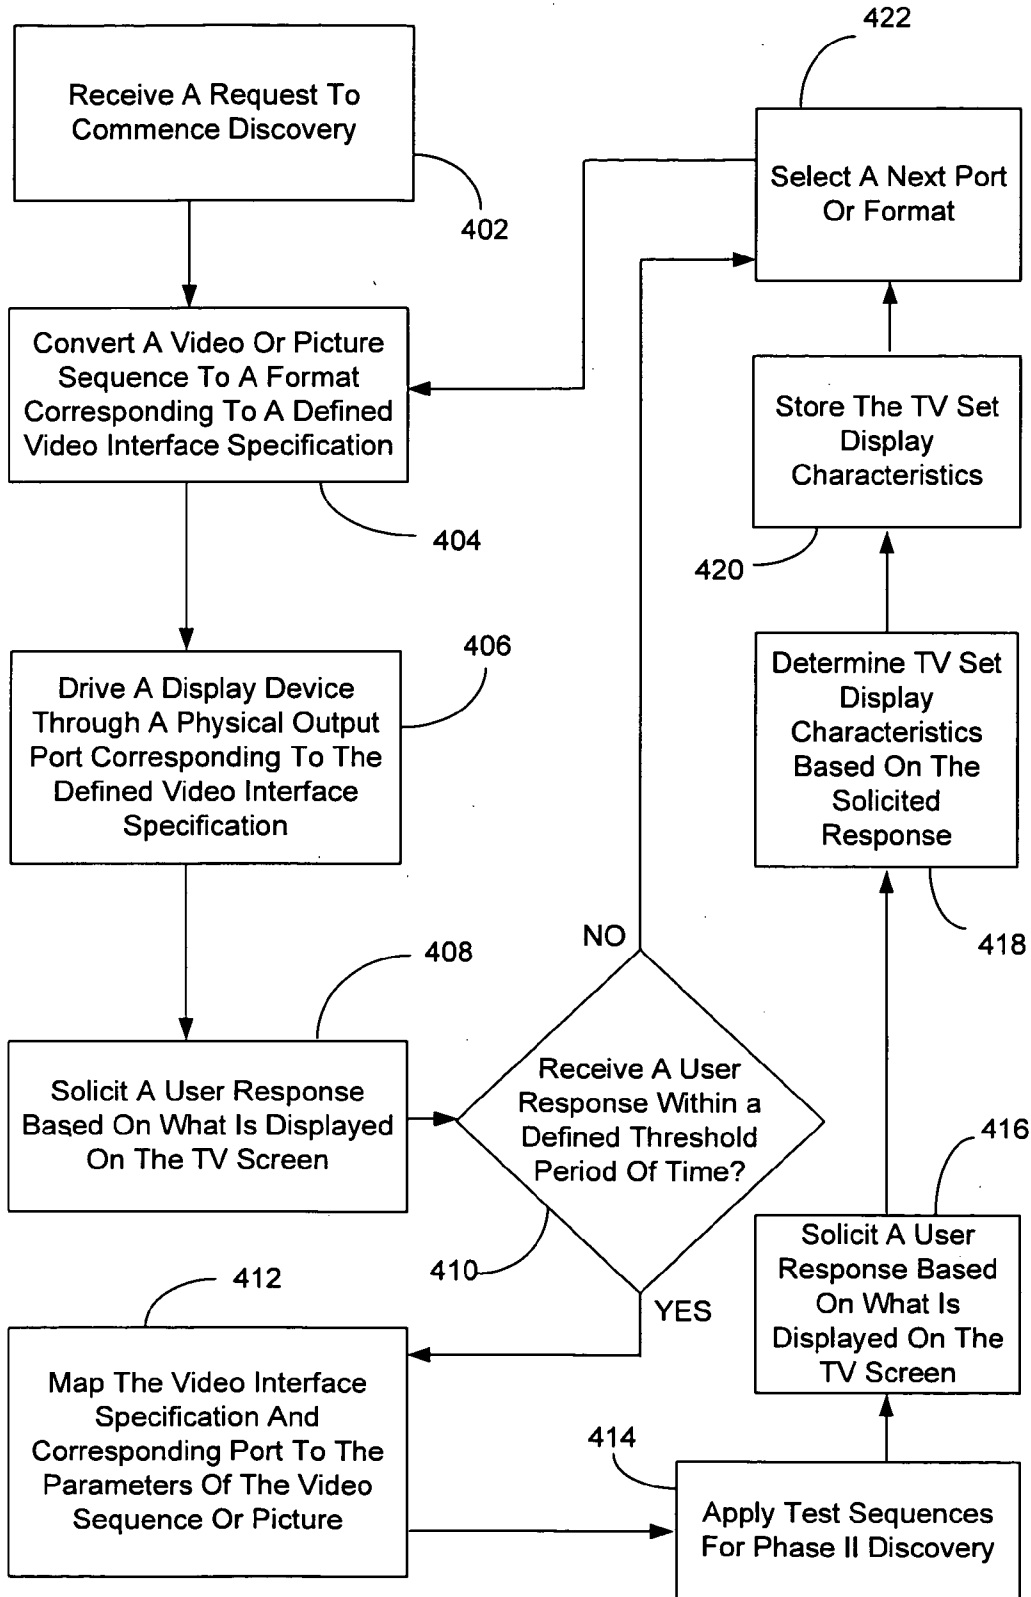 Receive A Request To
Commence Discovery
402
Convert A Video Or Picture
Sequence To A Format
Corresponding To A Defined
Video Interface Specification
404
Drive A Display Device
Through A Physical Output
Port Corresponding To The
Defined Video Interface
Specification
406
Solicit A User Response
Based On What Is Displayed
On The TV Screen
408
NO
Receive A User
Response Within a
Defined Threshold
Period Of Time?
410
YES
412
Map The Video Interface
Specification And
Corresponding Port To The
Parameters Of The Video
Sequence Or Picture
414
Apply Test Sequences
For Phase II Discovery
416
Solicit A User
Response Based
On What Is
Displayed On The
TV Screen
Determine TV Set
Display
Characteristics
Based On The
Solicited
Response
418
Store The TV Set
Display
Characteristics
420
422
Select A Next Port
Or Format